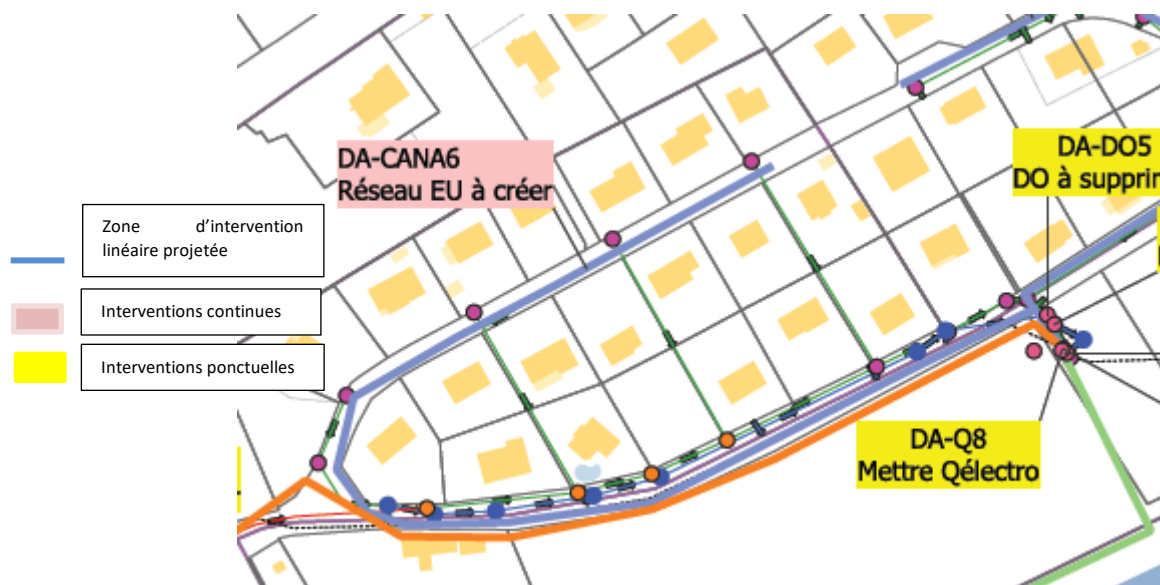 DA-CANA6
Réseau EU à créer
DA-DO5
DO à supprir
Zone d'intervention
linéaire projetée
Interventions continues
Interventions ponctuelles
DA-Q8
Mettre Qélectro